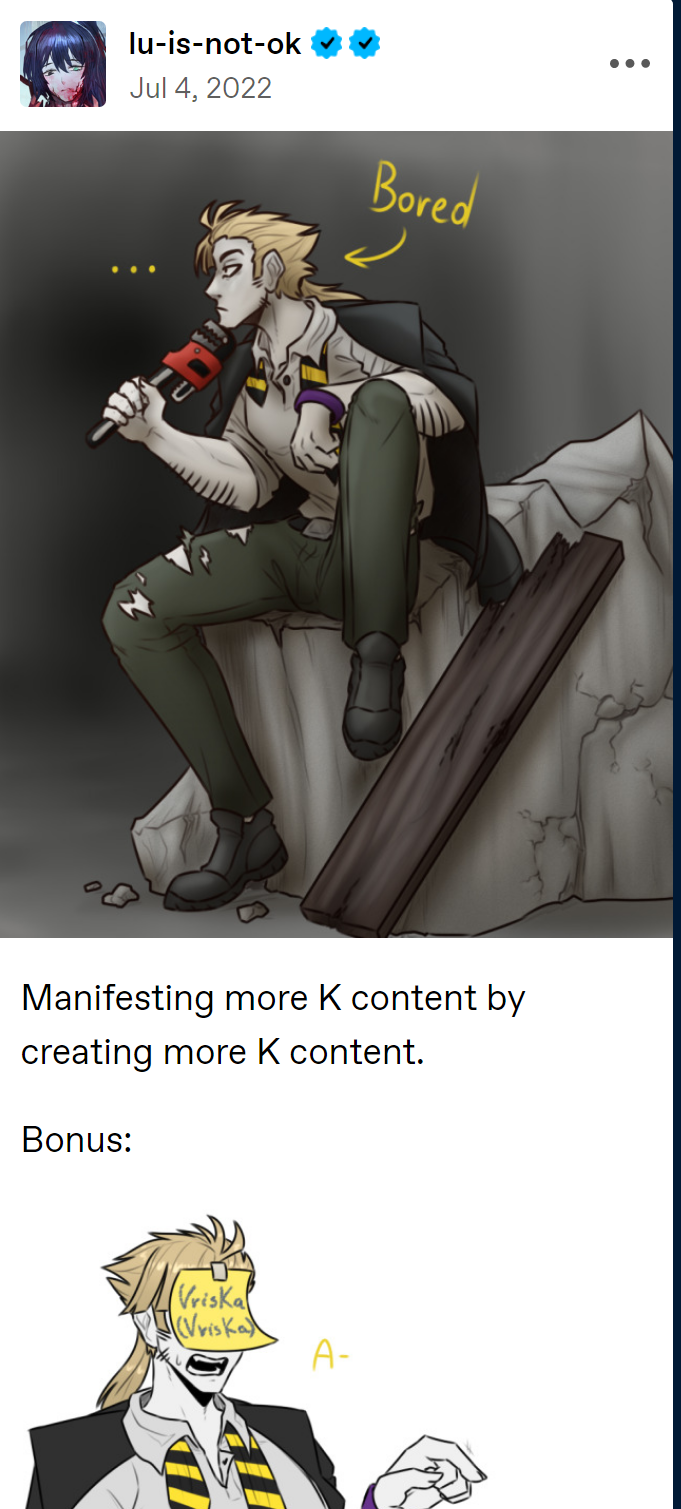 lu-is-not-ok
Jul 4, 2022
Bored
...
Manifesting more K content by
creating more K content.
Bonus:
VrisKa
(VrisKa)
A-